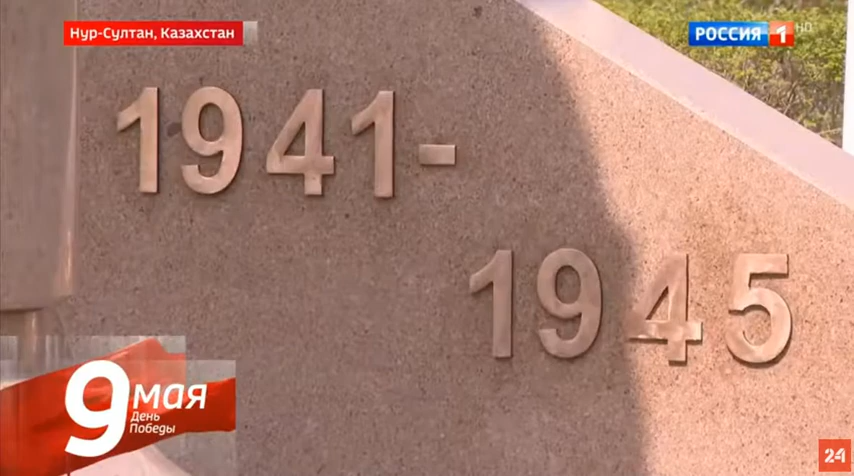 Нур-Султан, Казахстан
РОССИЯ 1 HD
1941-
1945
9 мая
День
Победы
24